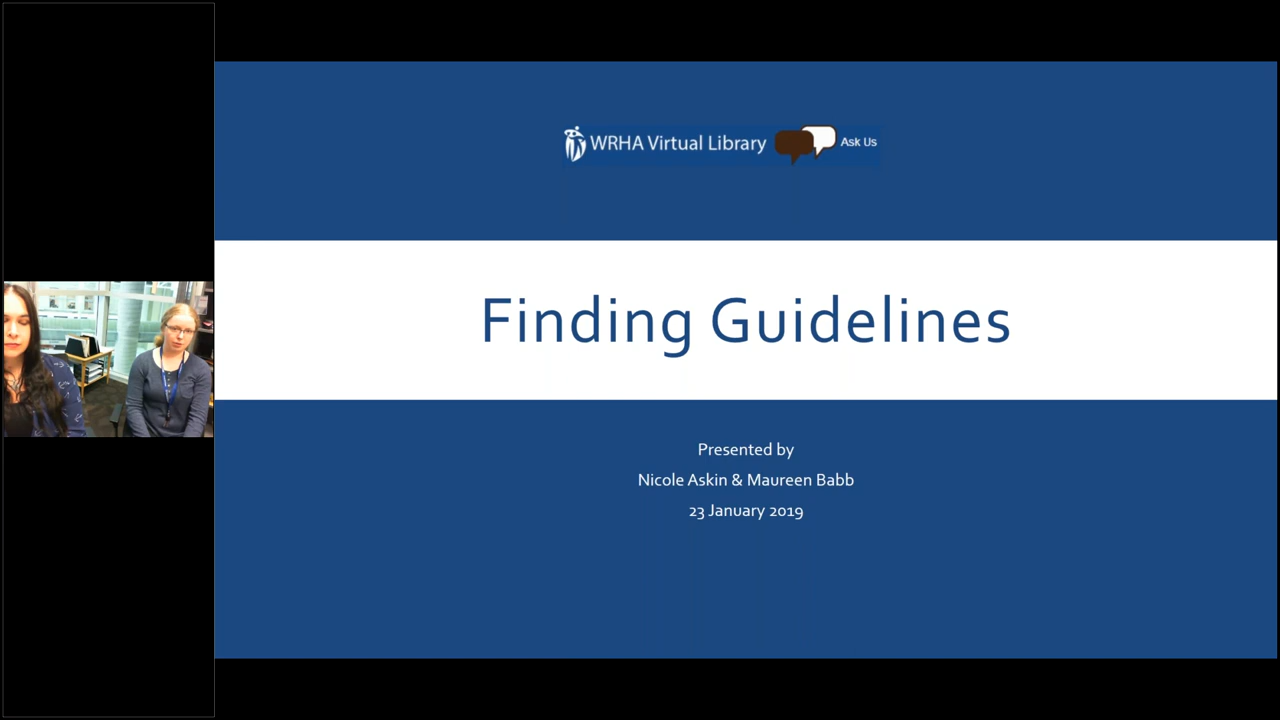 WRHA Virtual Library Ask Us
Finding Guidelines
Presented by
Nicole Askin & Maureen Babb
23 January 2019